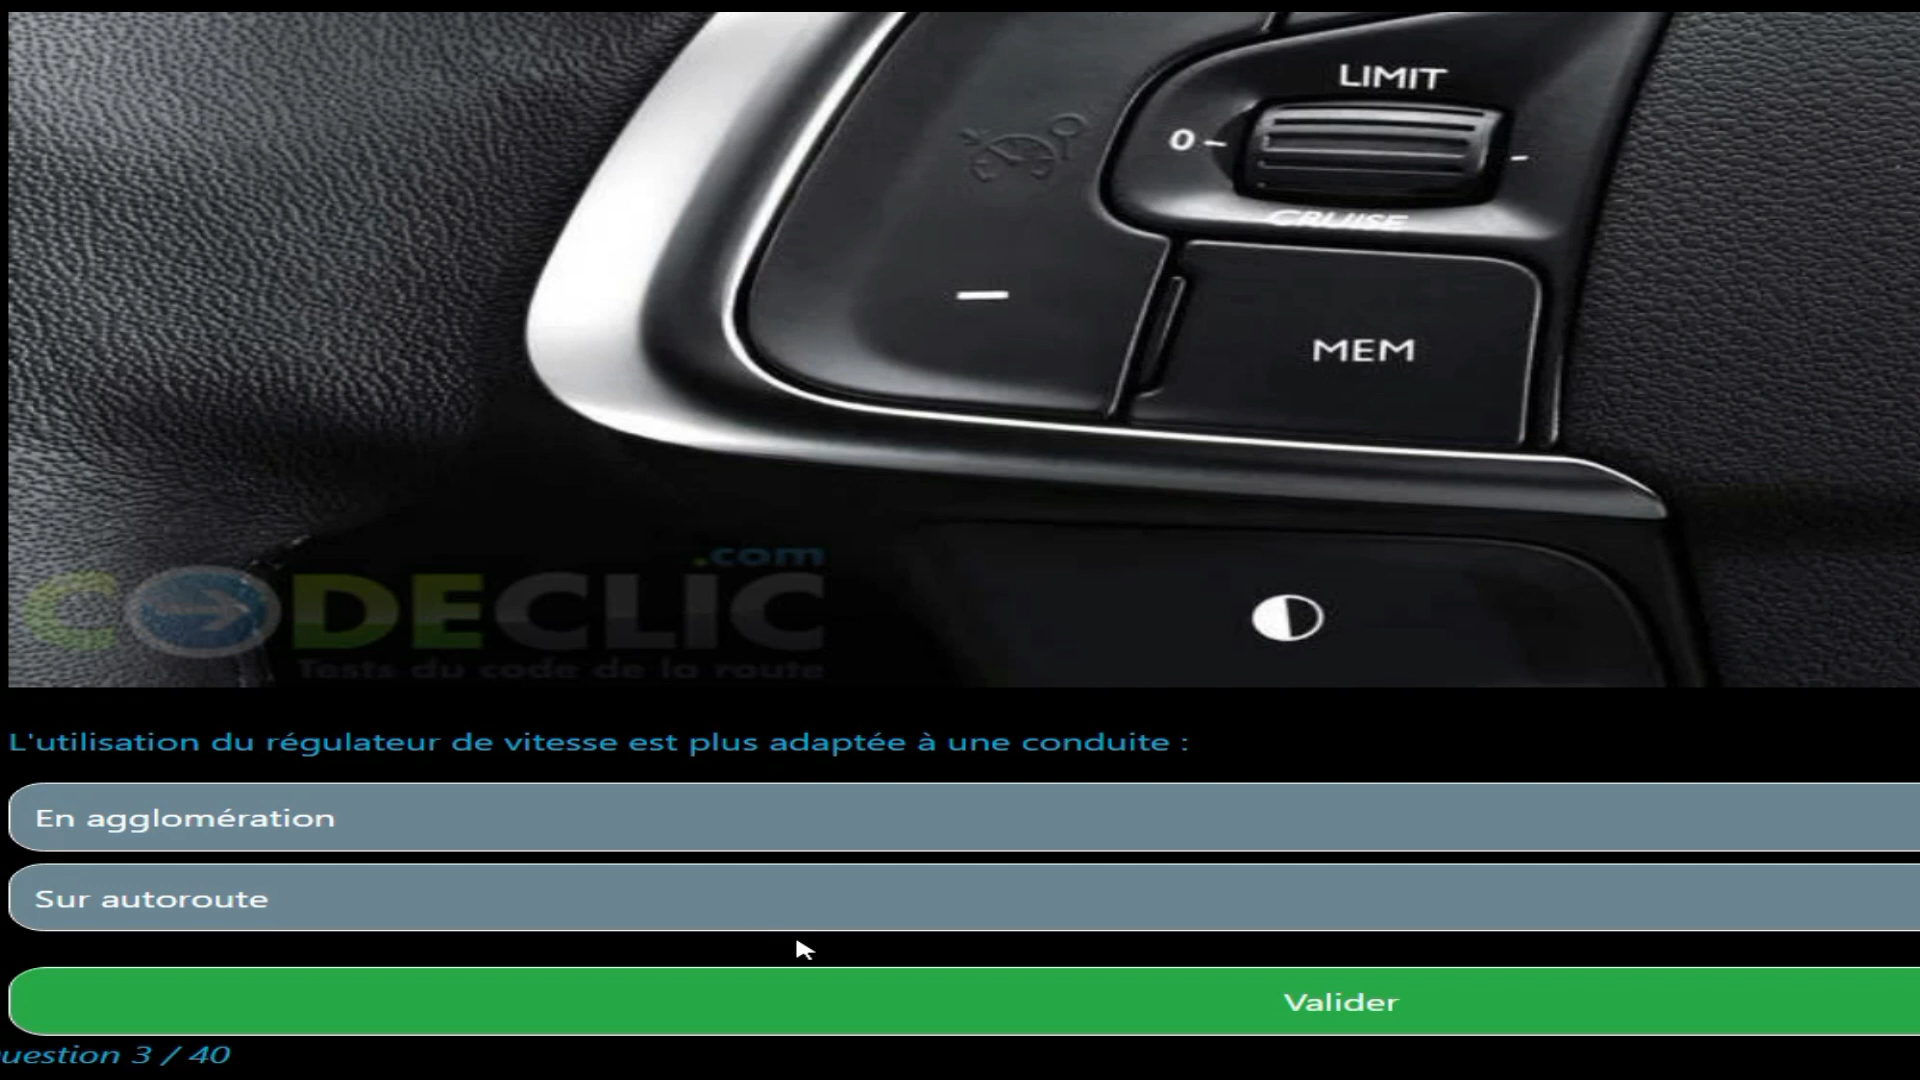 LIMIT
0
CRUISE
MEM
.com
CODECLIC
Tests du code de la route
L'utilisation du régulateur de vitesse est plus adaptée à une conduite :
En agglomération
Sur autoroute
Valider
uestion 3 / 40